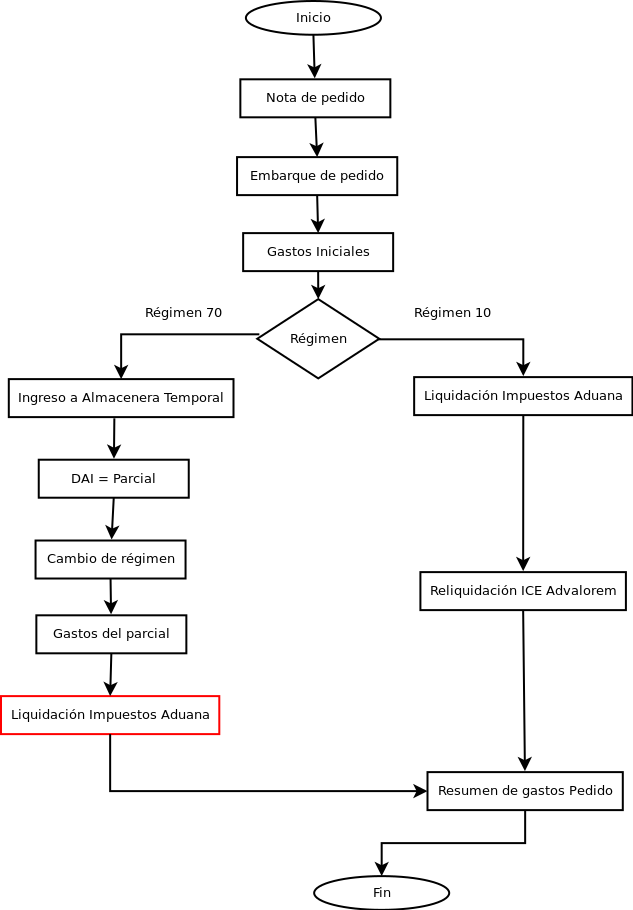 Inicio
Nota de pedido
Embarque de pedido
Gastos Iniciales
Régimen 70
Régimen 10
Régimen
Ingreso a Almacenera Temporal
Liquidación Impuestos Aduana
DAI = Parcial
Cambio de régimen
Reliquidación ICE Advalorem
Gastos del parcial
Liquidación Impuestos Aduana
Resumen de gastos Pedido
Fin